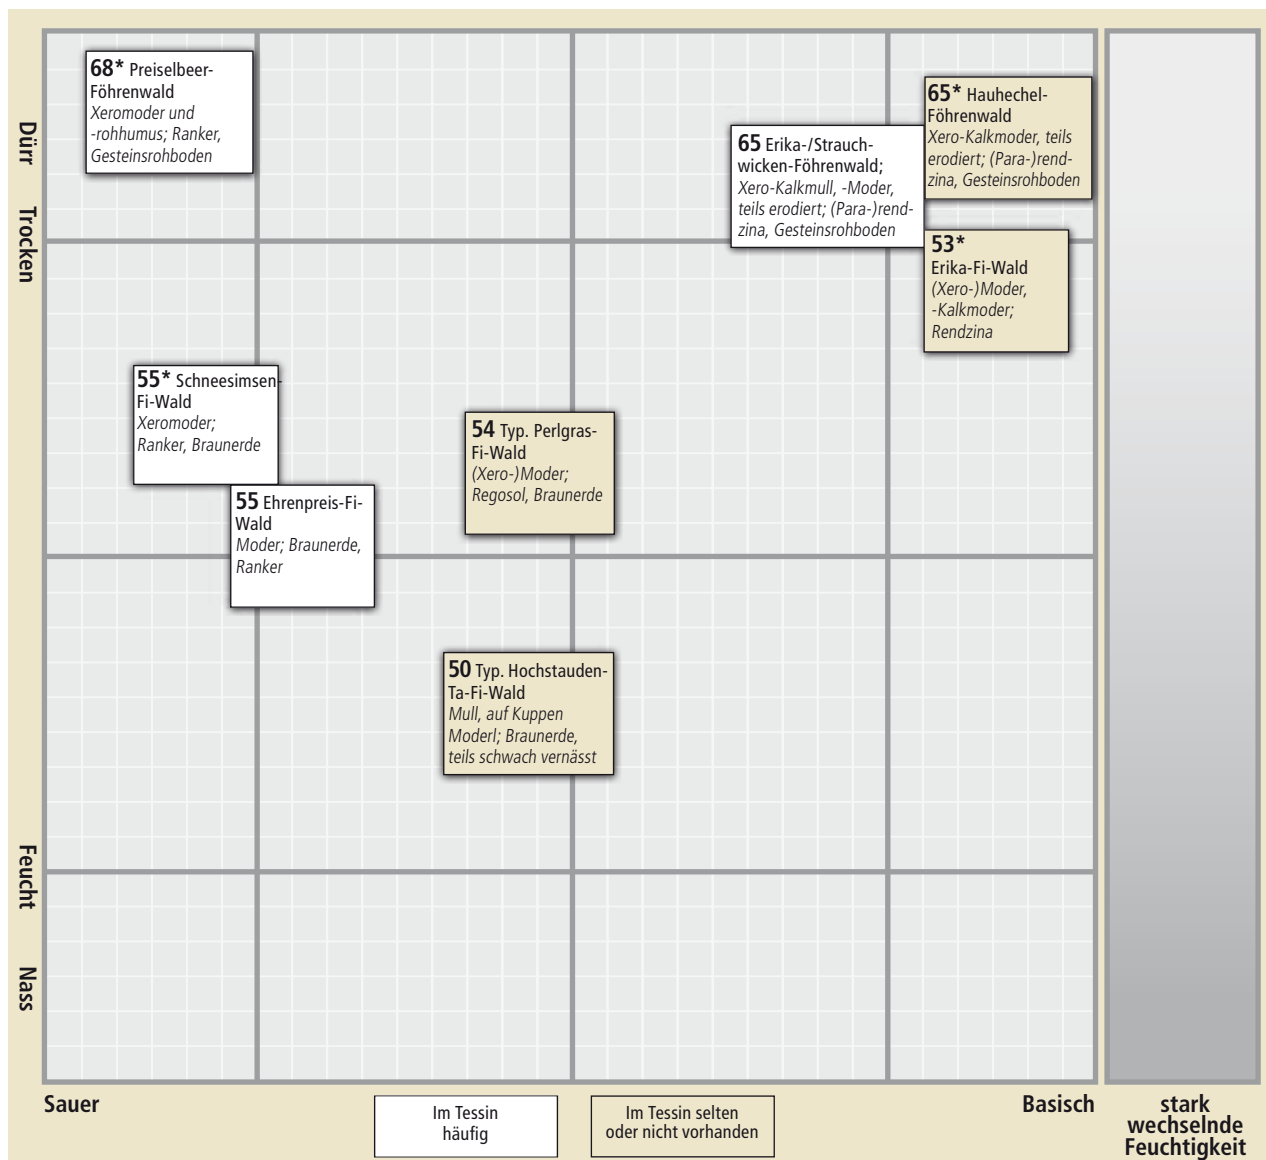 Dürr
Trocken
Feucht
Nass
68* Preiselbeer-
Föhrenwald
Xeromoder und
-rohhumus; Ranker,
Gesteinsrohboden
65 Erika-/Strauch-
wicken-Föhrenwald;
Xero-Kalkmull, -Moder,
teils erodiert; (Para-)rend-
zina, Gesteinsrohboden
65* Hauhechel-
Föhrenwald
Xero-Kalkmoder, teils
erodiert; (Para-)rend-
zina, Gesteinsrohboden
53*
Erika-Fi-Wald
(Xero-)Moder,
-Kalkmoder;
Rendzina
55* Schneesimsen-
Fi-Wald
Xeromoder;
Ranker, Braunerde
54 Typ. Perlgras-
Fi-Wald
(Xero-)Moder;
Regosol, Braunerde
55 Ehrenpreis-Fi-
Wald
Moder; Braunerde,
Ranker
50 Typ. Hochstauden-
Ta-Fi-Wald
Mull, auf Kuppen
Moderl; Braunerde,
teils schwach vernässt
Sauer
Im Tessin
häufig
Im Tessin selten
oder nicht vorhanden
Basisch
stark
wechselnde
Feuchtigkeit